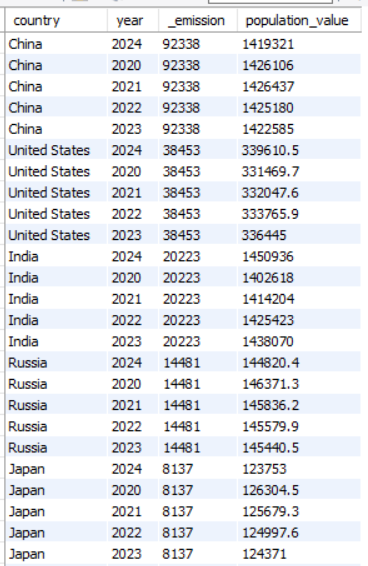 country year _emission population_value
China 2024 92338 1419321
China 2020 92338 1426106
China 2021 92338 1426437
China 2022 92338 1425180
China 2023 92338 1422585
United States 2024 38453 339610.5
United States 2020 38453 331469.7
United States 2021 38453 332047.6
United States 2022 38453 333765.9
United States 2023 38453 336445
India 2024 20223 1450936
India 2020 20223 1402618
India 2021 20223 1414204
India 2022 20223 1425423
India 2023 20223 1438070
Russia 2024 14481 144820.4
Russia 2020 14481 146371.3
Russia 2021 14481 145836.2
Russia 2022 14481 145579.9
Russia 2023 14481 145440.5
Japan 2024 8137 123753
Japan 2020 8137 126304.5
Japan 2021 8137 125679.3
Japan 2022 8137 124997.6
Japan 2023 8137 124371